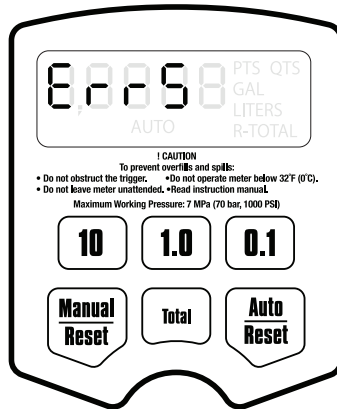 ErrS
PTS QTS
GAL
LITERS
AUTO R-TOTAL
! CAUTION
To prevent overfills and spills:
• Do not obstruct the trigger. •Do not operate meter below 32°F (0°C).
• Do not leave meter unattended. •Read instruction manual.
Maximum Working Pressure: 7 MPa (70 bar, 1000 PSI)
10 1.0 0.1
Manual
Reset
Total
Auto
Reset